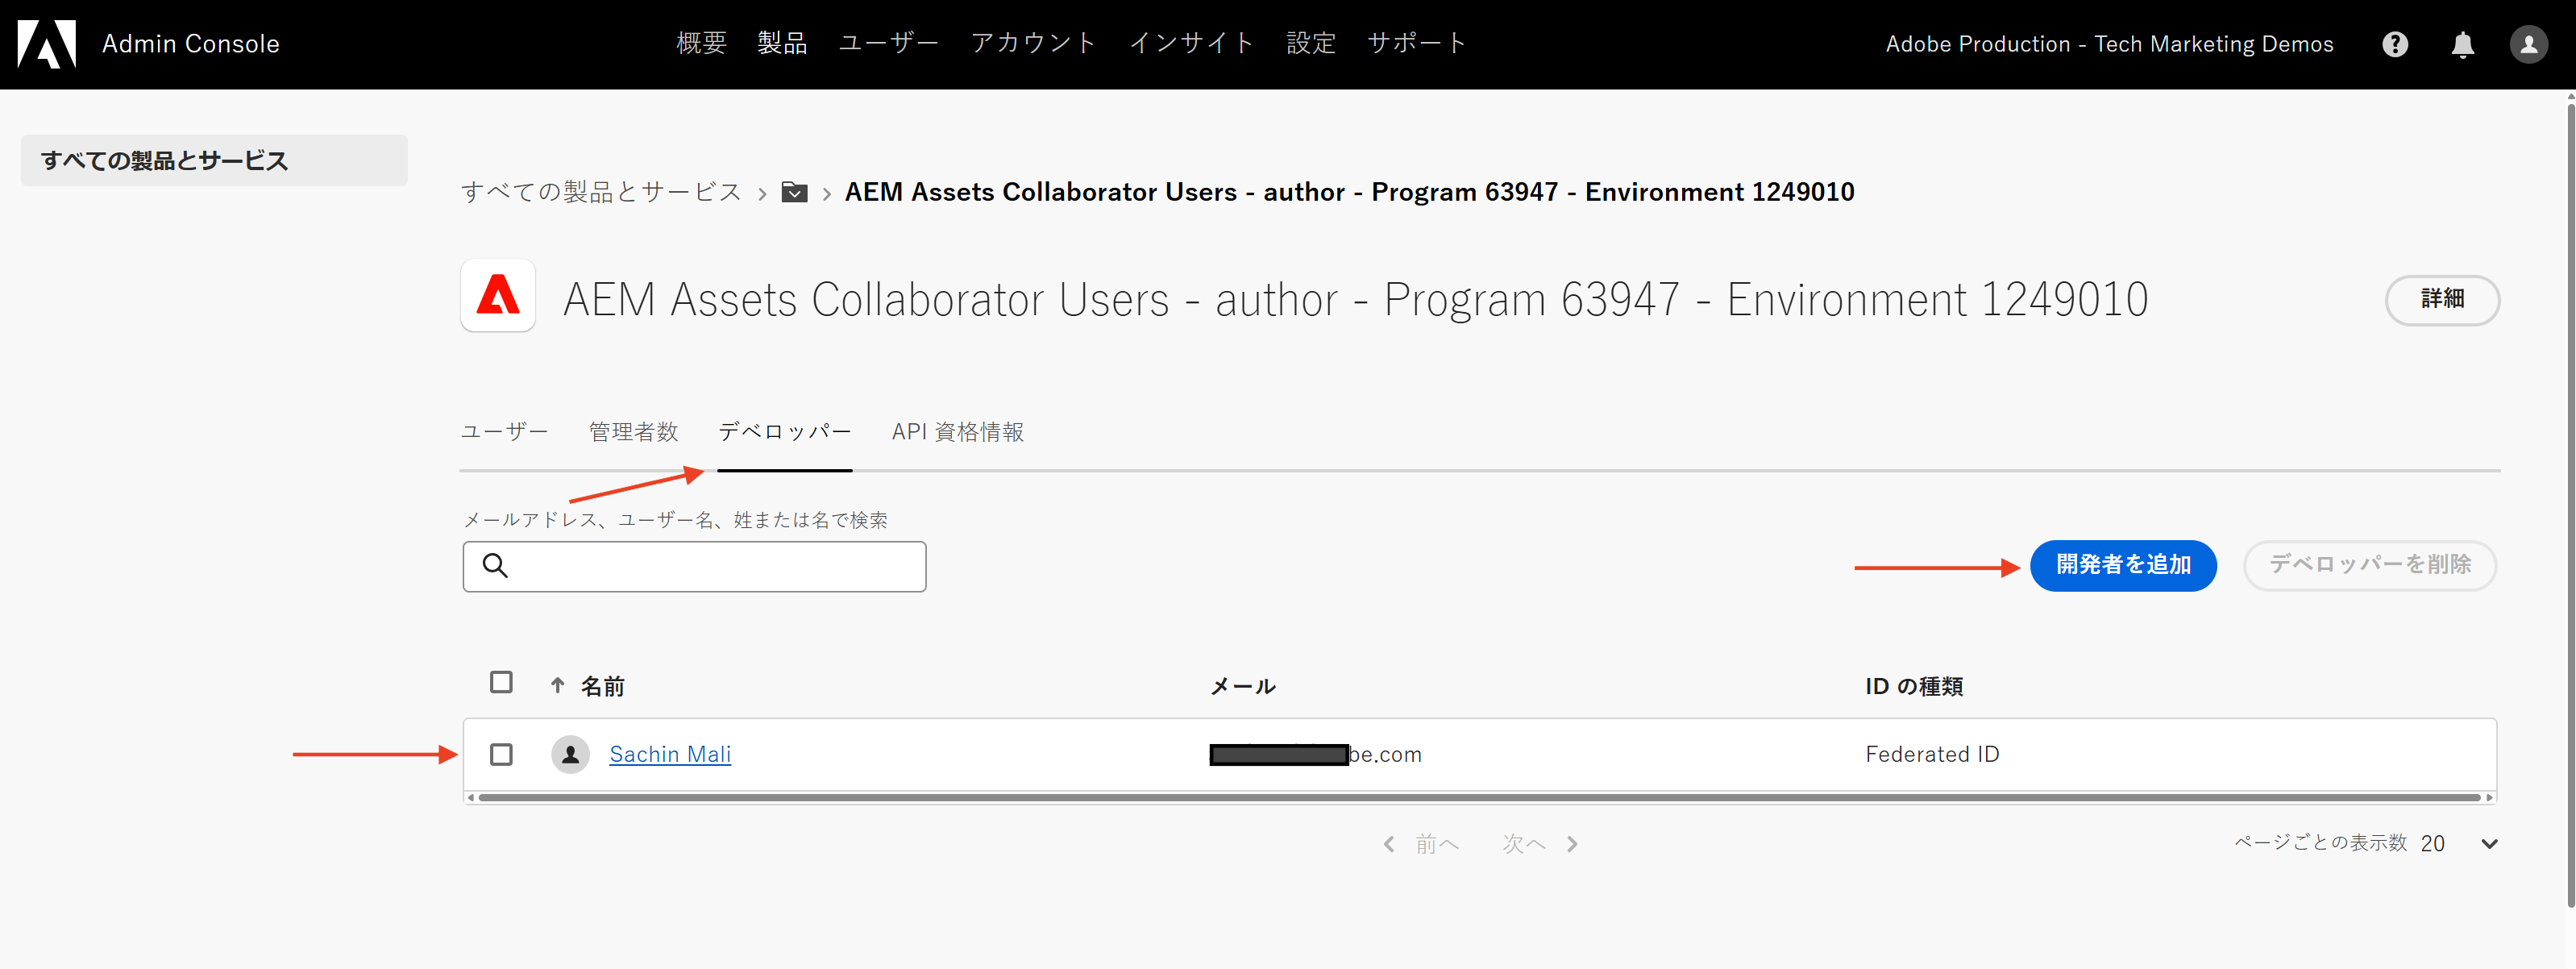 Admin Console 概要 製品 ユーザー アカウント インサイト 設定 サポート Adobe Production - Tech Marketing Demos
すべての製品とサービス
すべての製品とサービス AEM Assets Collaborator Users - author - Program 63947 - Environment 1249010
AEM Assets Collaborator Users - author - Program 63947 - Environment 1249010 詳細
ユーザー 管理者数 デベロッパー API 資格情報
メールアドレス、ユーザー名、姓または名で検索
開発者を追加 デベロッパーを削除
名前 メール ID の種類
Sachin Mali be.com Federated ID
前へ 次へ ページごとの表示数 20